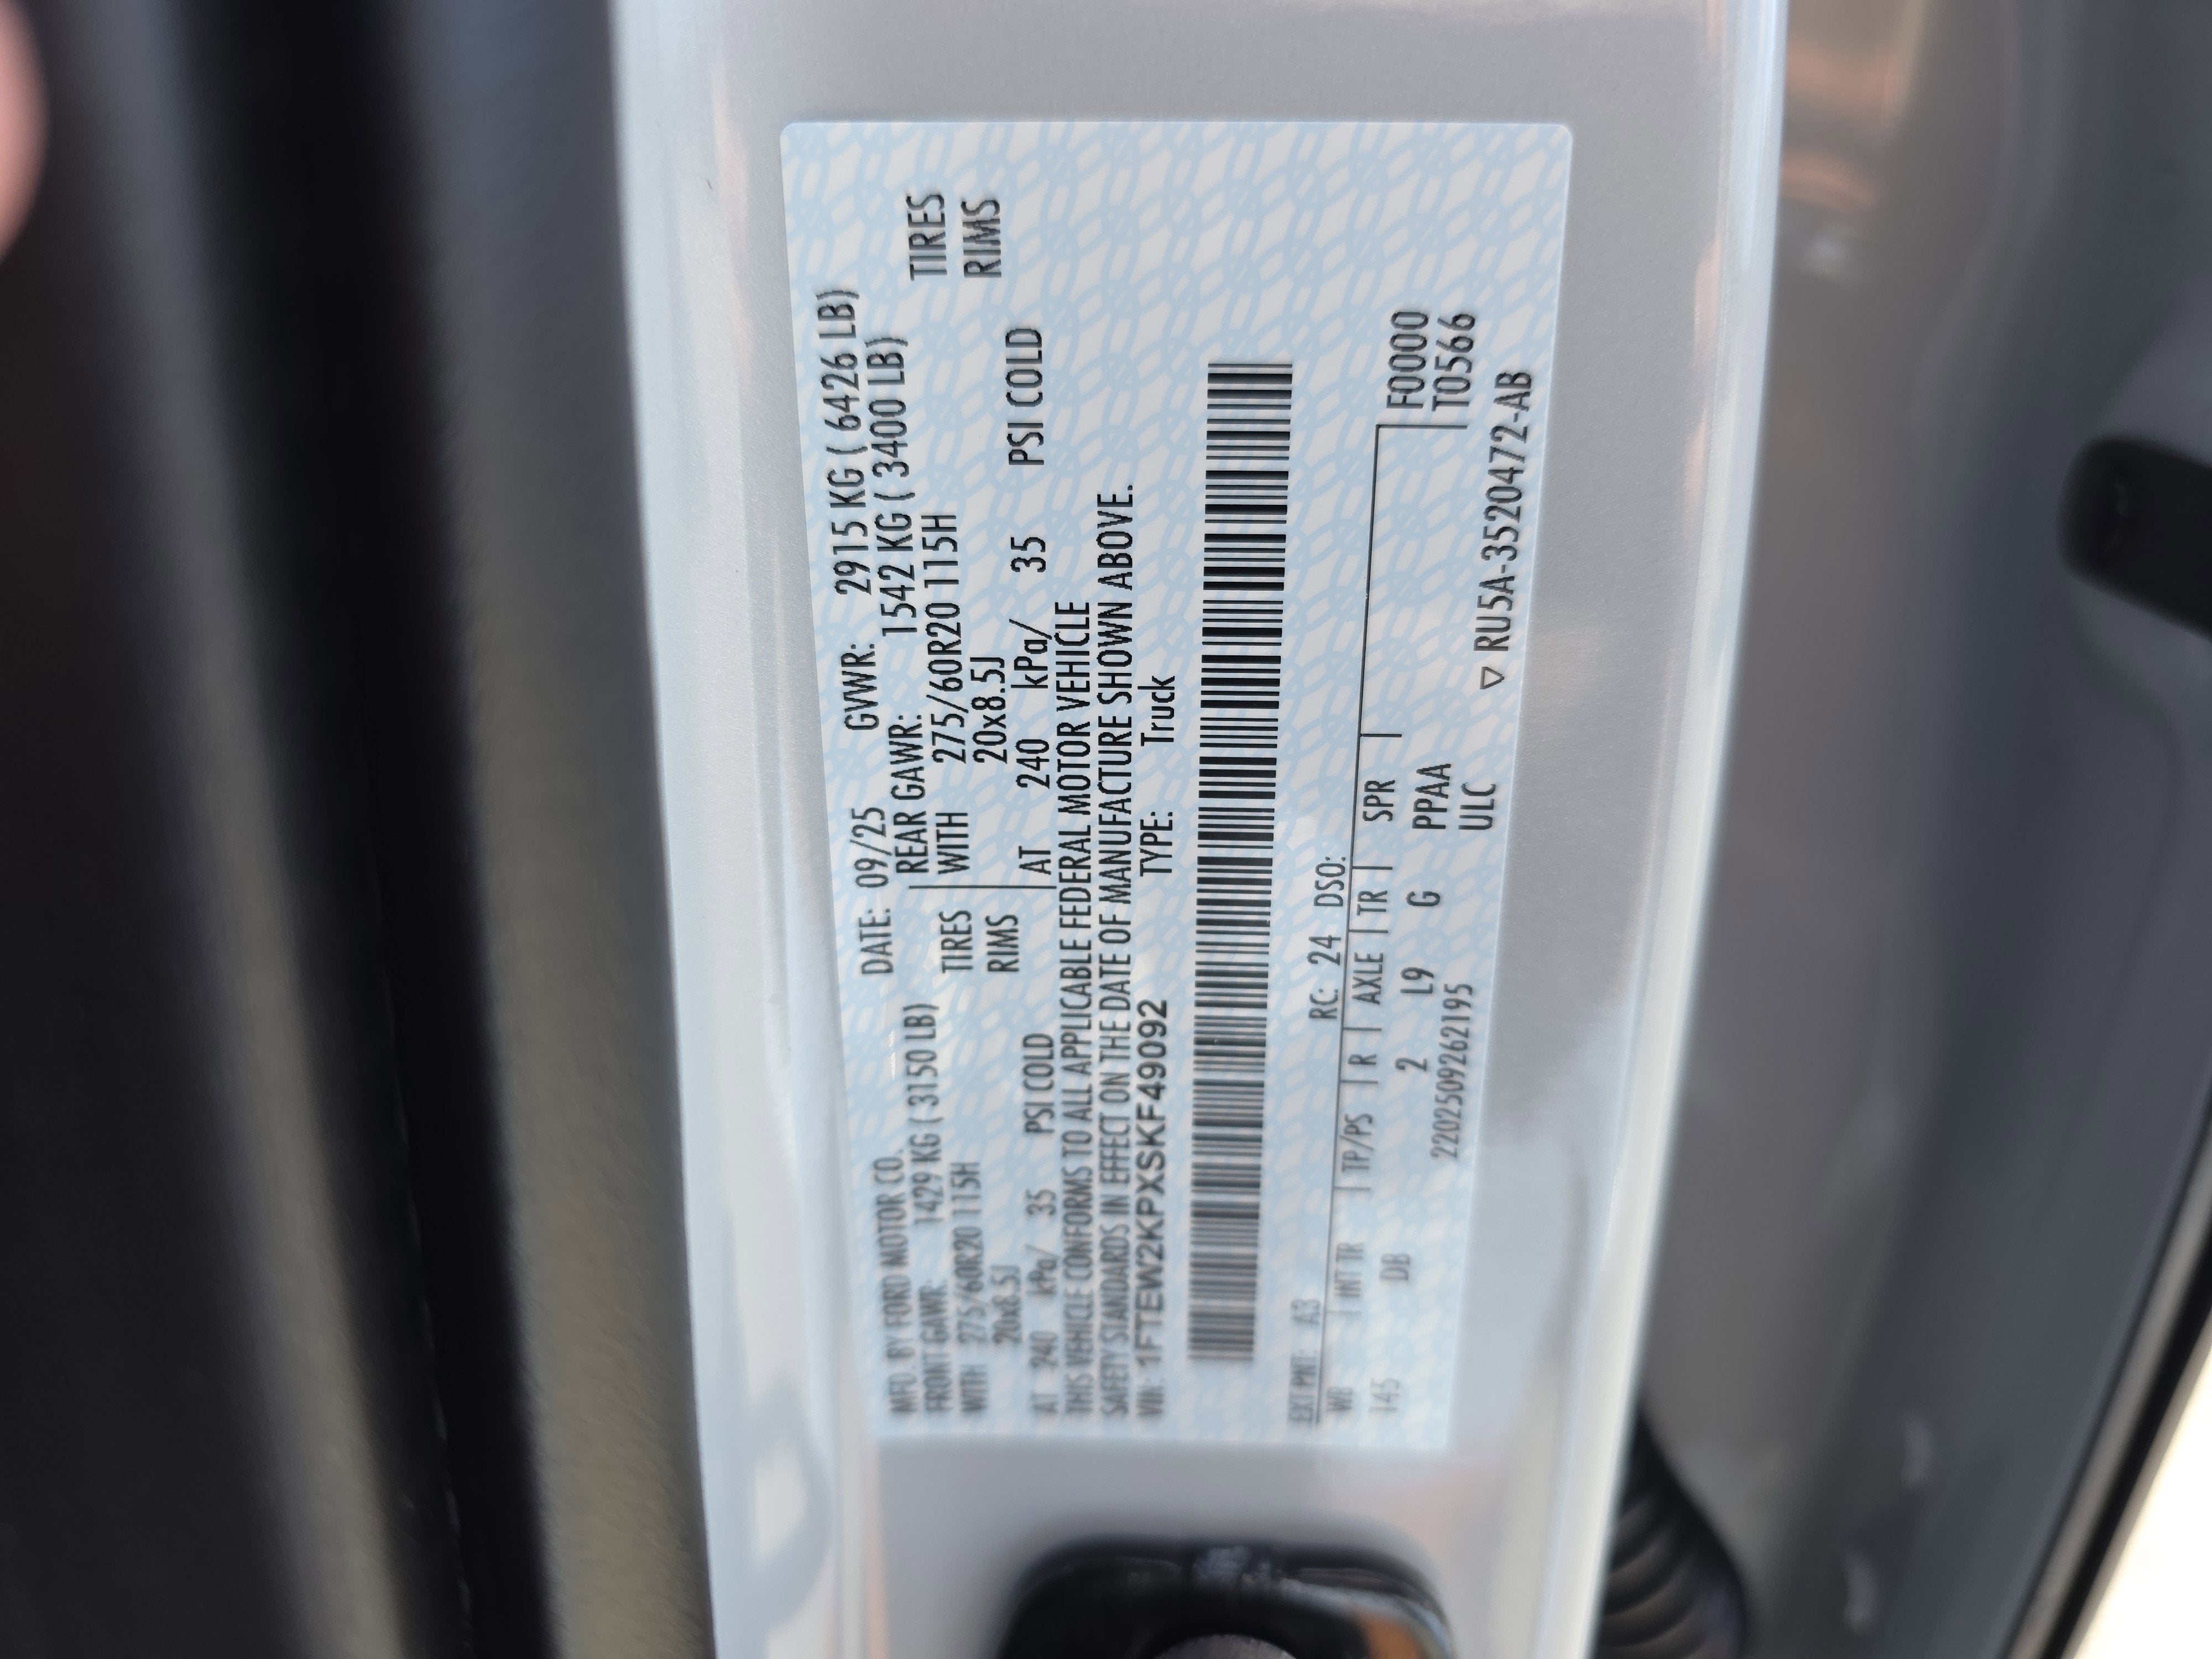 MFD. BY FORD MOTOR CO. DATE: 09/25 GVWR: 2915 KG ( 6426 LB)
FRONT GAWR: 1429 KG ( 3150 LB) REAR GAWR: 1542 KG ( 3400 LB)
WITH 275/60R20 115H TIRES WITH 275/60R20 115H TIRES
20x8.5J RIMS 20x8.5J RIMS
AT 240 kPa/ 35 PSI COLD AT 240 kPa/ 35 PSI COLD
THIS VEHICLE CONFORMS TO ALL APPLICABLE FEDERAL MOTOR VEHICLE
SAFETY STANDARDS IN EFFECT ON THE DATE OF MANUFACTURE SHOWN ABOVE.
VIN: 1FTEW2KPXSKF49092 TYPE: Truck
EXT PNT: A3 RC: 24 DSO:
WB | INT TR | TP/PS | R | AXLE | TR | SPR | F0000
145 DB 2 L9 G PPAA T0566
22025092621​95 ULC
▽ RU5A-3520472-AB